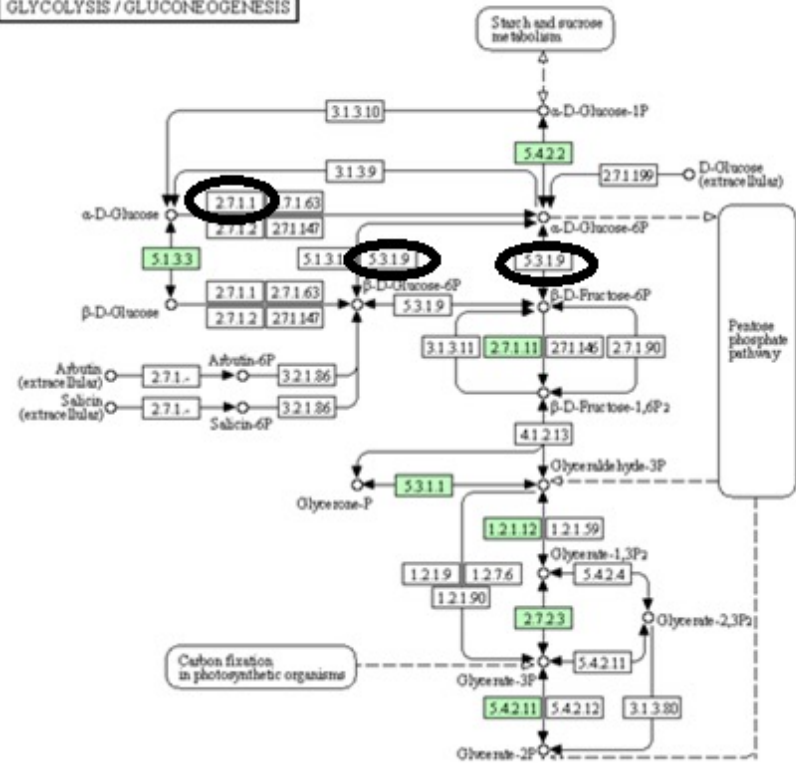 GLYCOLYSIS / GLUCONEOGENESIS
Starch and sucrose
metabolism
3.1.3.10
α-D-Glucose-1P
5.4.2.2
3.1.3.9
2.7.1.199
D-Glucose
(extracellular)
2.7.1.1
2.7.1.63
α-D-Glucose
2.7.1.2
2.7.1.147
α-D-Glucose-6P
5.1.3.3
5.1.3.1
5.3.1.9
5.3.1.9
β-D-Glucose-6P
2.7.1.1
2.7.1.63
β-D-Fructose-6P
β-D-Glucose
5.3.1.9
2.7.1.2
2.7.1.147
Pentose
phosphate
pathway
3.1.3.11
2.7.1.11
2.7.1.146
2.7.1.90
Arbutin
(extracellular)
2.7.1.-
Arbutin-6P
3.2.1.86
Salicin
(extracellular)
2.7.1.-
Salicin-6P
3.2.1.86
β-D-Fructose-1,6P2
4.1.2.13
Glyceraldehyde-3P
Glycerone-P
5.3.1.1
1.2.1.12
1.2.1.59
Glycerate-1,3P2
1.2.1.9
1.2.7.6
5.4.2.4
1.2.1.90
2.7.2.3
Glycerate-2,3P2
Carbon fixation
in photosynthetic organisms
5.4.2.11
Glycerate-3P
5.4.2.11
5.4.2.12
3.1.3.80
Glycerate-2P